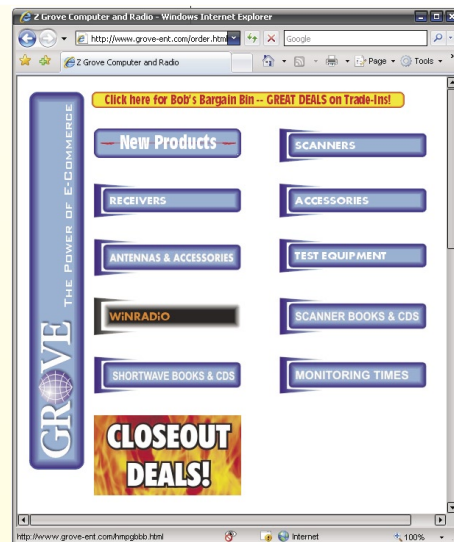 Z Grove Computer and Radio - Windows Internet Explorer
http://www.grove-ent.com/order.html
Google
Z Grove Computer and Radio
Page
Tools
Click here for Bob's Bargain Bin -- GREAT DEALS on Trade-Ins!
GROVE THE POWER OF E-COMMERCE
New Products
SCANNERS
RECEIVERS
ACCESSORIES
ANTENNAS & ACCESSORIES
TEST EQUIPMENT
WiNRADiO
SCANNER BOOKS & CDS
SHORTWAVE BOOKS & CDS
MONITORING TIMES
CLOSEOUT
DEALS!
http://www.grove-ent.com/hmpgbbb.html
Internet
100%